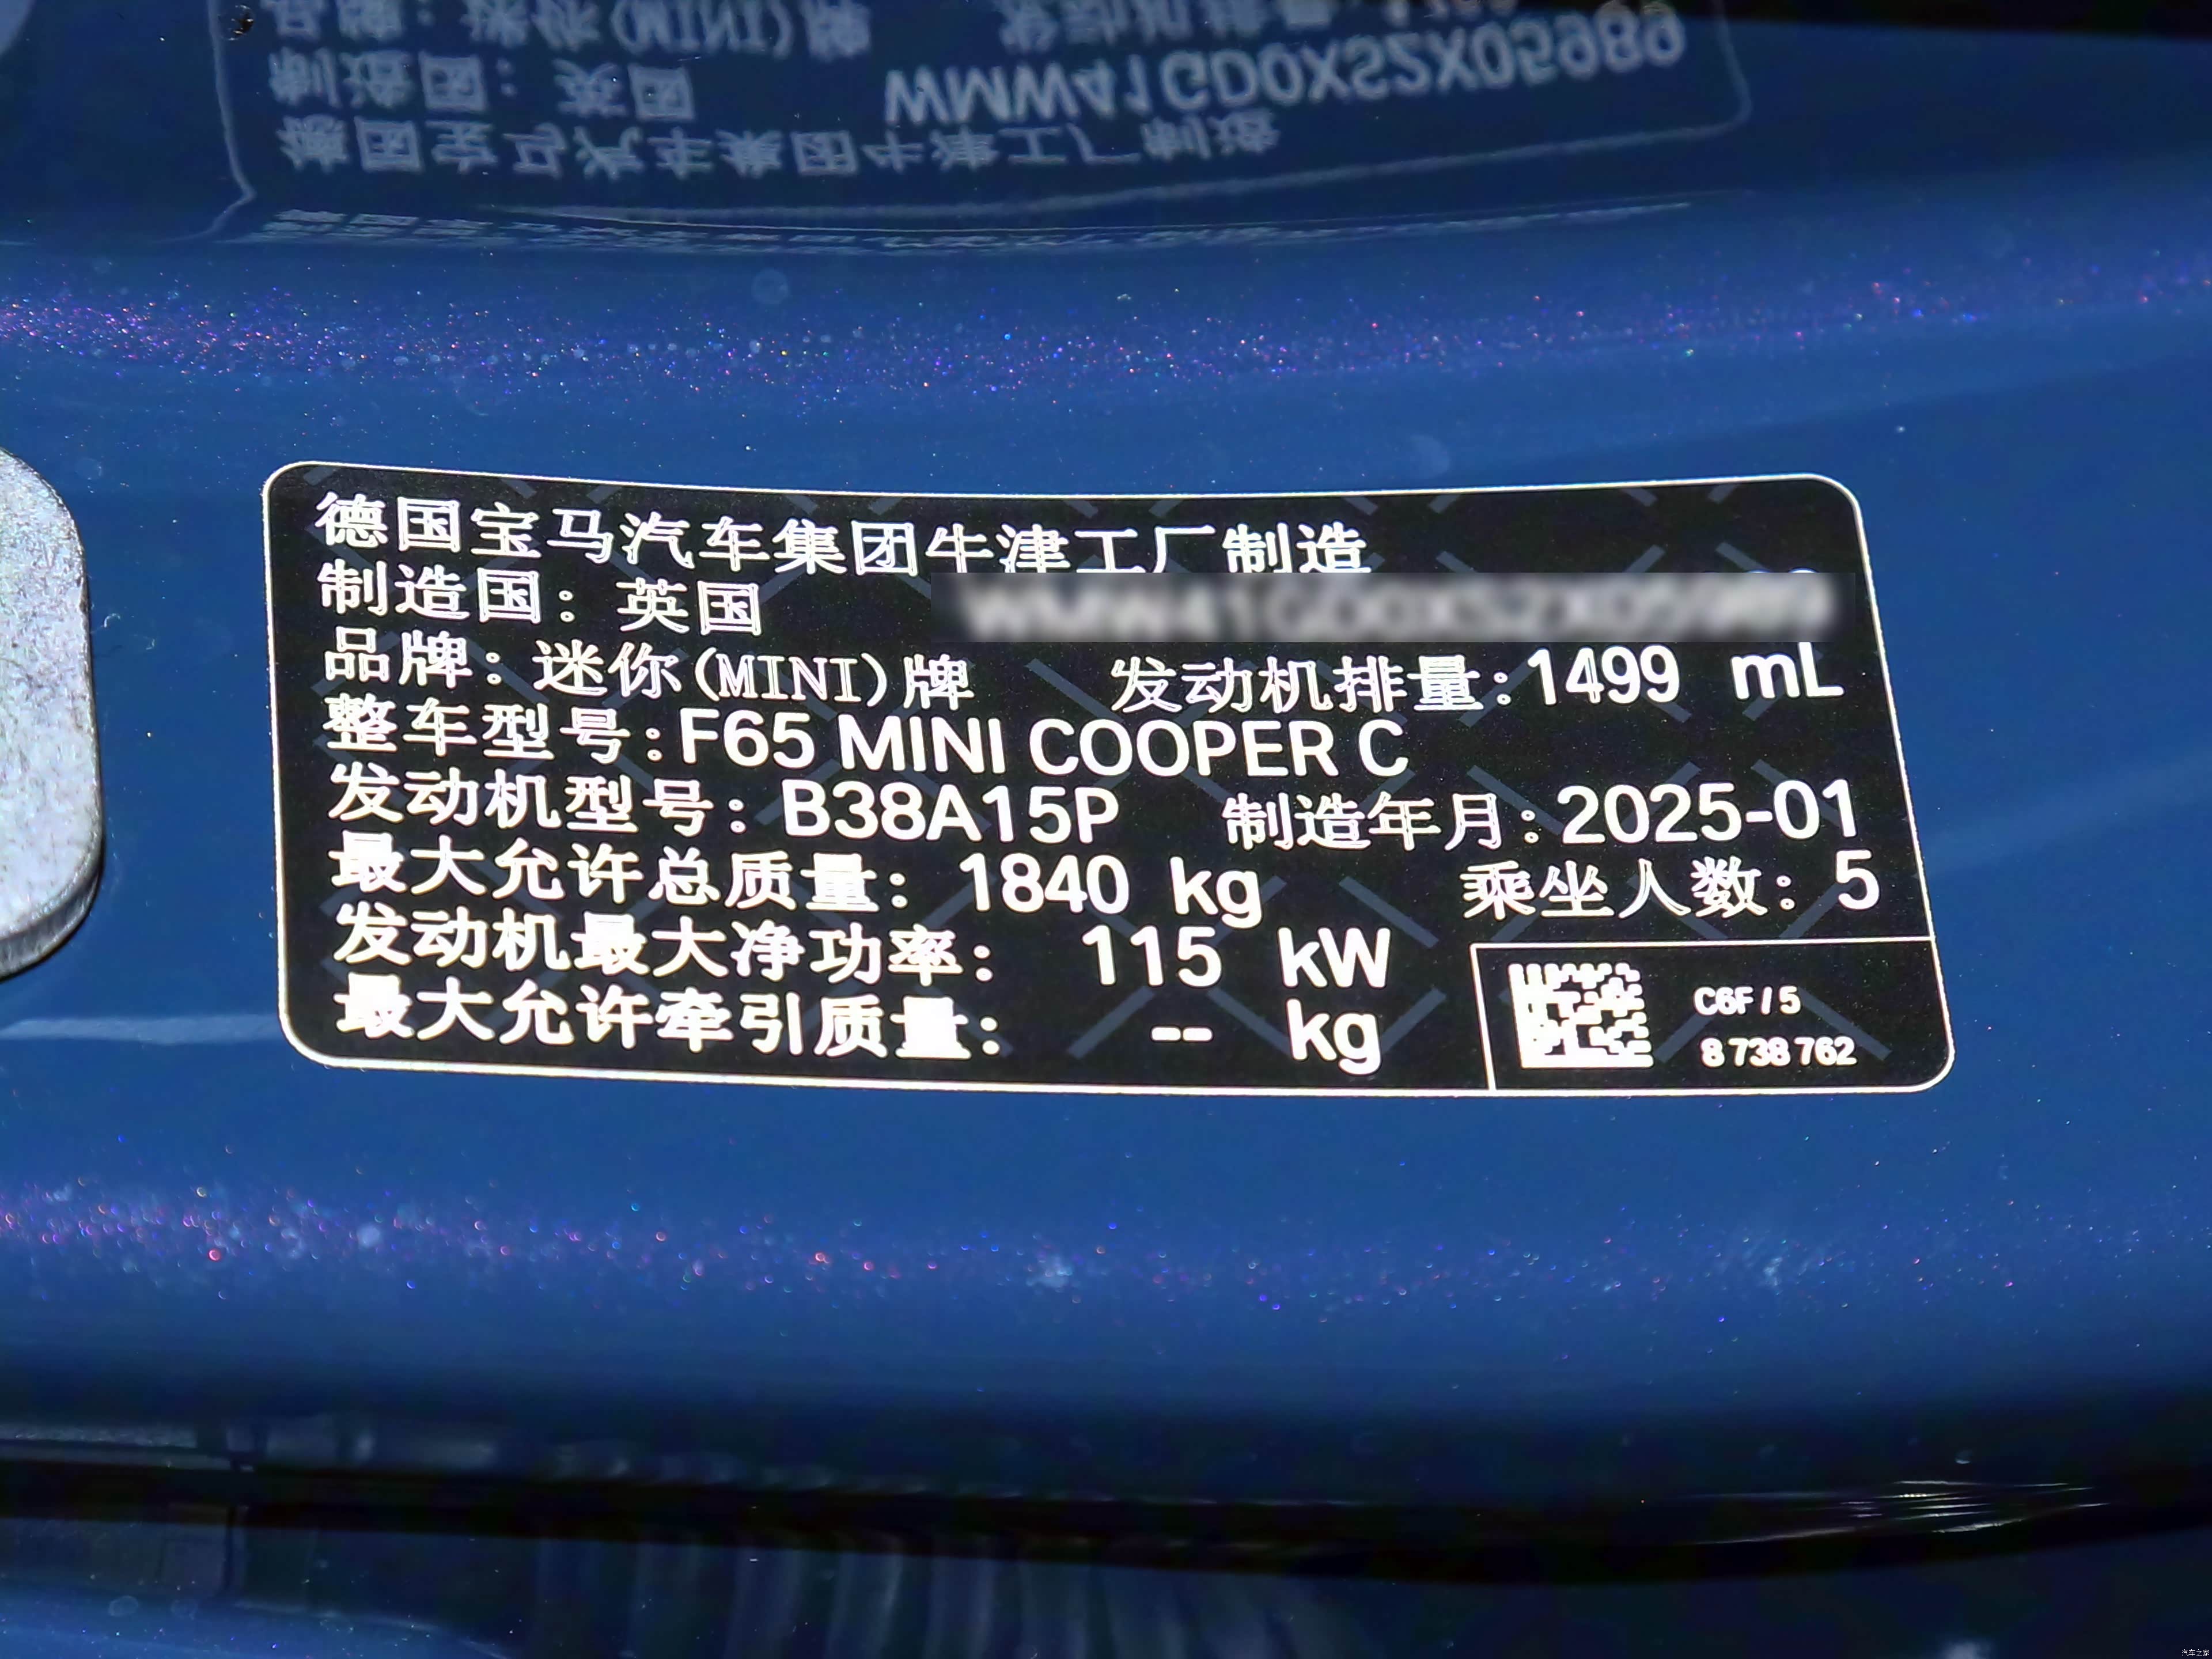 德国宝马汽车集团牛津工厂制造
制造国：英国
品牌：迷你(MINI)牌 发动机排量：1499 mL
整车型号：F65 MINI COOPER C
发动机型号：B38A15P 制造年月：2025-01
最大允许总质量：1840 kg 乘坐人数：5
发动机最大净功率：115 kW
最大允许牵引质量：-- kg
C6F / 5
8 738 762
汽车之家